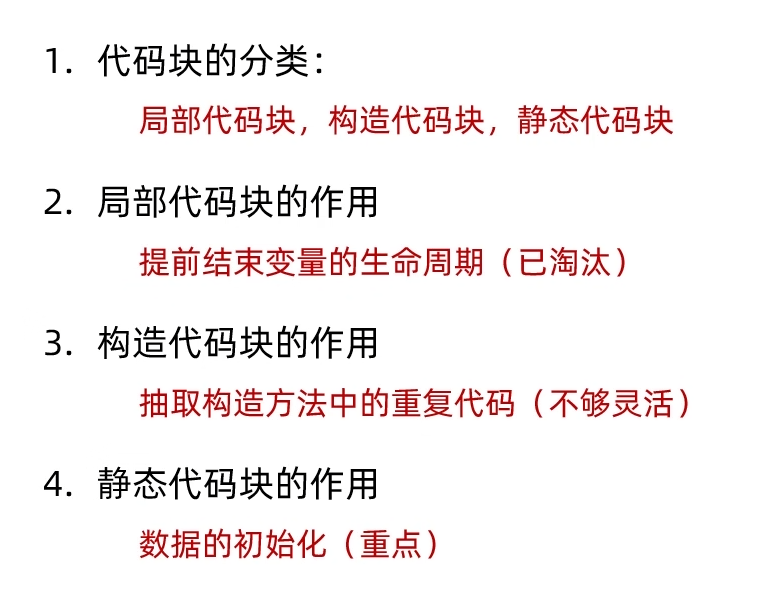 1. 代码块的分类：
局部代码块，构造代码块，静态代码块
2. 局部代码块的作用
提前结束变量的生命周期（已淘汰）
3. 构造代码块的作用
抽取构造方法中的重复代码（不够灵活）
4. 静态代码块的作用
数据的初始化（重点）